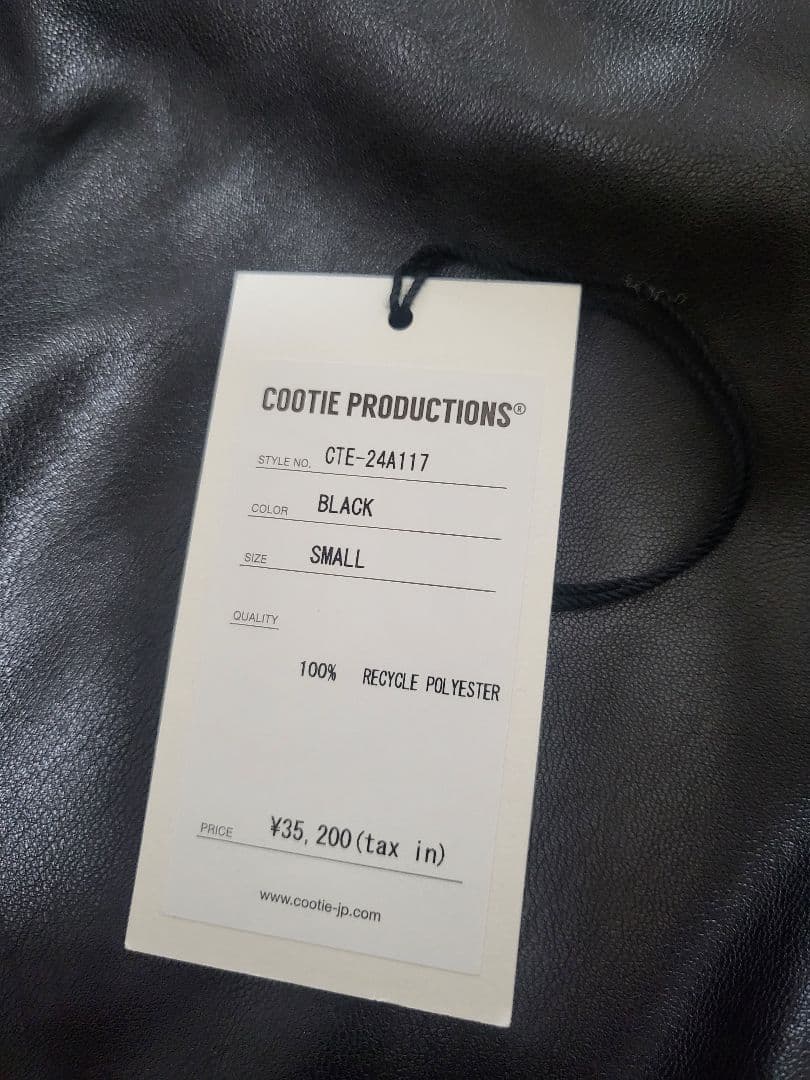 COOTIE PRODUCTIONS®
STYLE NO. CTE-24A117
COLOR BLACK
SIZE SMALL
QUALITY
100% RECYCLE POLYESTER
PRICE ¥35,200(tax in)
www.cootie-jp.com